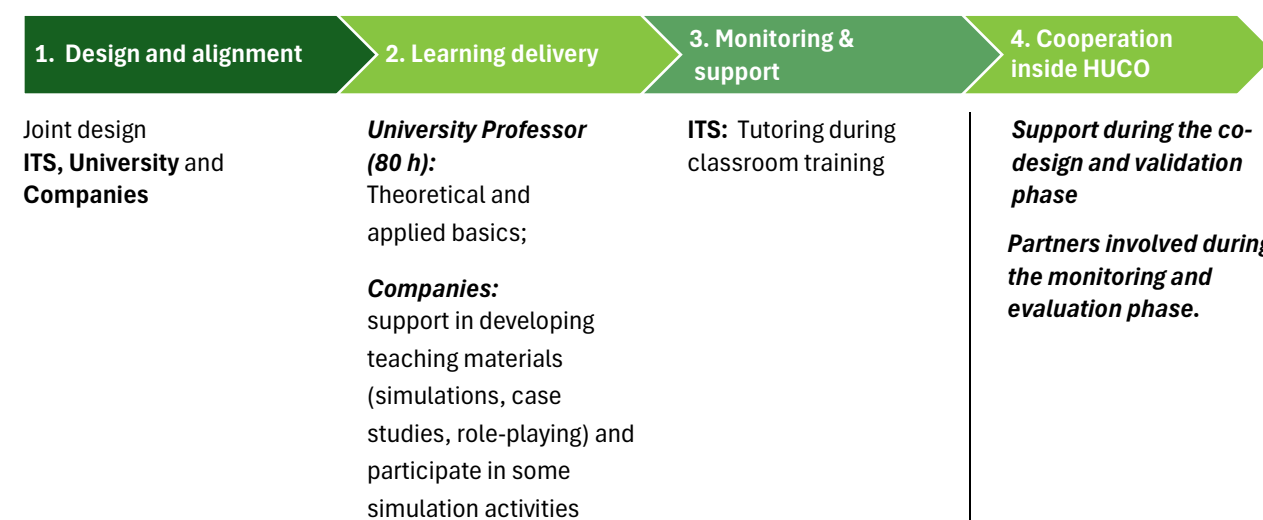 1. Design and alignment
2. Learning delivery
3. Monitoring &
support
4. Cooperation
inside HUCO
Joint design
ITS, University and
Companies
University Professor
(80 h):
Theoretical and
applied basics;
Companies:
support in developing
teaching materials
(simulations, case
studies, role-playing) and
participate in some
simulation activities
ITS: Tutoring during
classroom training
Support during the co-
design and validation
phase
Partners involved during
the monitoring and
evaluation phase.